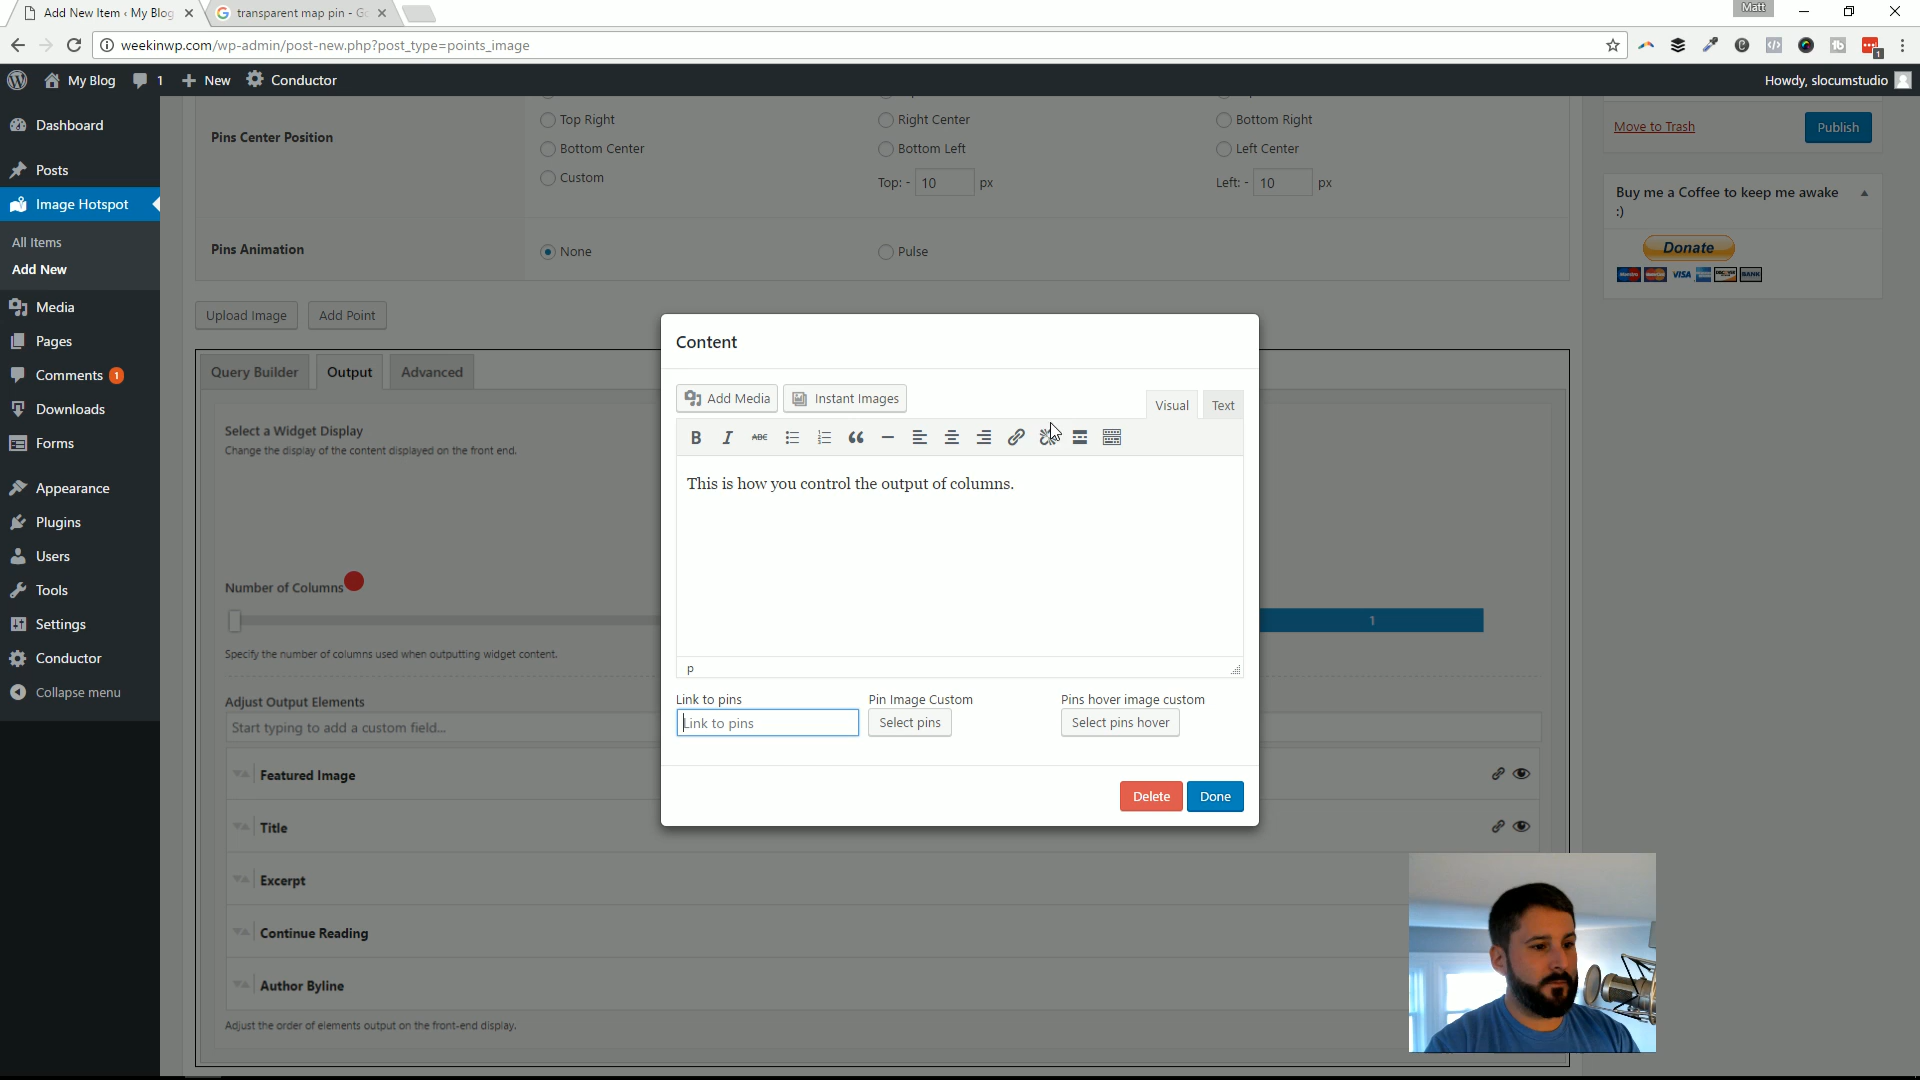 Add New Item ‹ My Blog
transparent map pin - Go
Matt
weekinwp.com/wp-admin/post-new.php?post_type=points_image
1
My Blog
1
New
Conductor
Howdy, slocumstudio
Dashboard
Posts
Image Hotspot
All Items
Add New
Media
Pages
Comments 1
Downloads
Forms
Appearance
Plugins
Users
Tools
Settings
Conductor
Collapse menu
Pins Center Position
Top Right
Right Center
Bottom Right
Bottom Center
Bottom Left
Left Center
Custom
Top: - 10 px
Left: - 10 px
Pins Animation
None
Pulse
Upload Image
Add Point
Query Builder
Output
Advanced
Select a Widget Display
Change the display of the content displayed on the front end.
Number of Columns
1
Specify the number of columns used when outputting widget content.
Adjust Output Elements
Start typing to add a custom field...
Featured Image
Title
Excerpt
Continue Reading
Author Byline
Adjust the order of elements output on the front-end display.
Content
Add Media
Instant Images
Visual
Text
B I ABC
This is how you control the output of columns.
p
Link to pins
Pin Image Custom
Pins hover image custom
Link to pins
Select pins
Select pins hover
Delete
Done
Move to Trash
Publish
Buy me a Coffee to keep me awake
:)
Donate
VISA
BANK